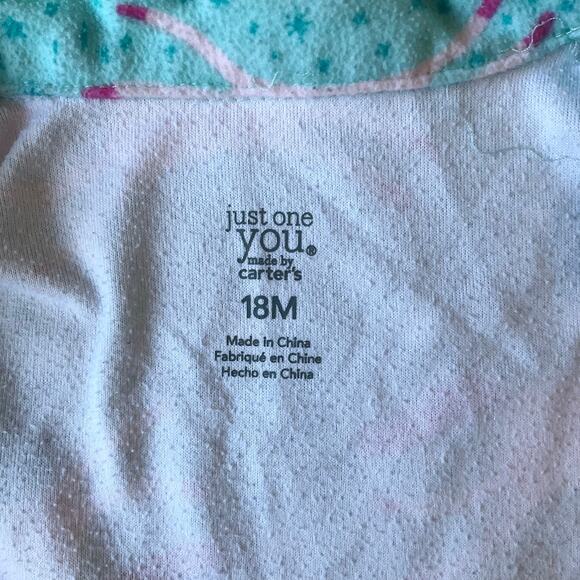 just one
you.®
made by
carter's
18M
Made in China
Fabriqué en Chine
Hecho en China